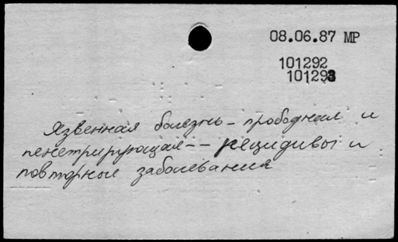 08.06.87 МР
101292
101293
Язвенная болезнь - прободная и
пенетрирующая -- рецидивы и
повторные заболевания